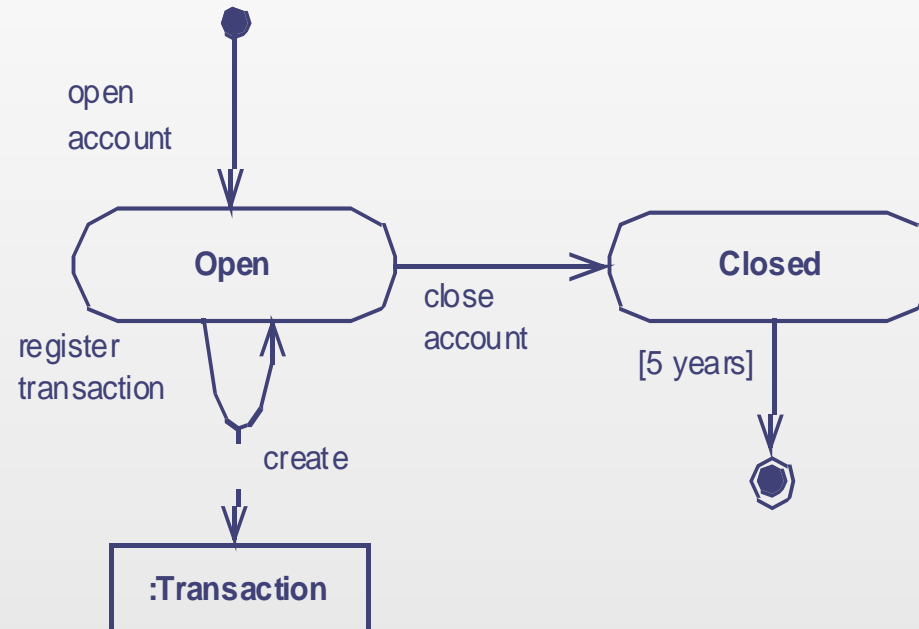 open
account
Open
Closed
close
account
register
transaction
[5 years]
create
:Transaction